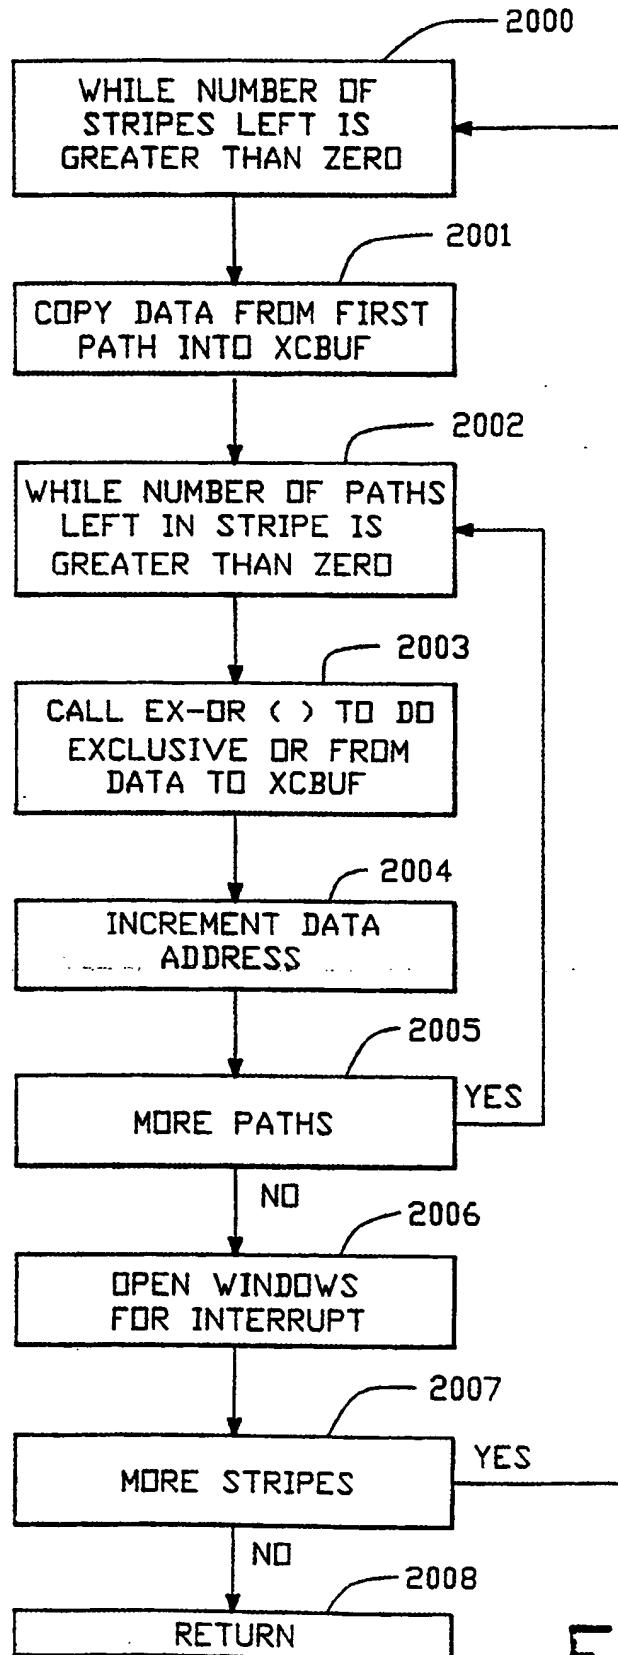 2000
WHILE NUMBER OF
STRIPES LEFT IS
GREATER THAN ZERO
2001
COPY DATA FROM FIRST
PATH INTO XCBUF
2002
WHILE NUMBER OF PATHS
LEFT IN STRIPE IS
GREATER THAN ZERO
2003
CALL EX-OR ( ) TO DO
EXCLUSIVE OR FROM
DATA TO XCBUF
2004
INCREMENT DATA
ADDRESS
2005
MORE PATHS
YES
NO
2006
OPEN WINDOWS
FOR INTERRUPT
2007
MORE STRIPES
YES
NO
2008
RETURN